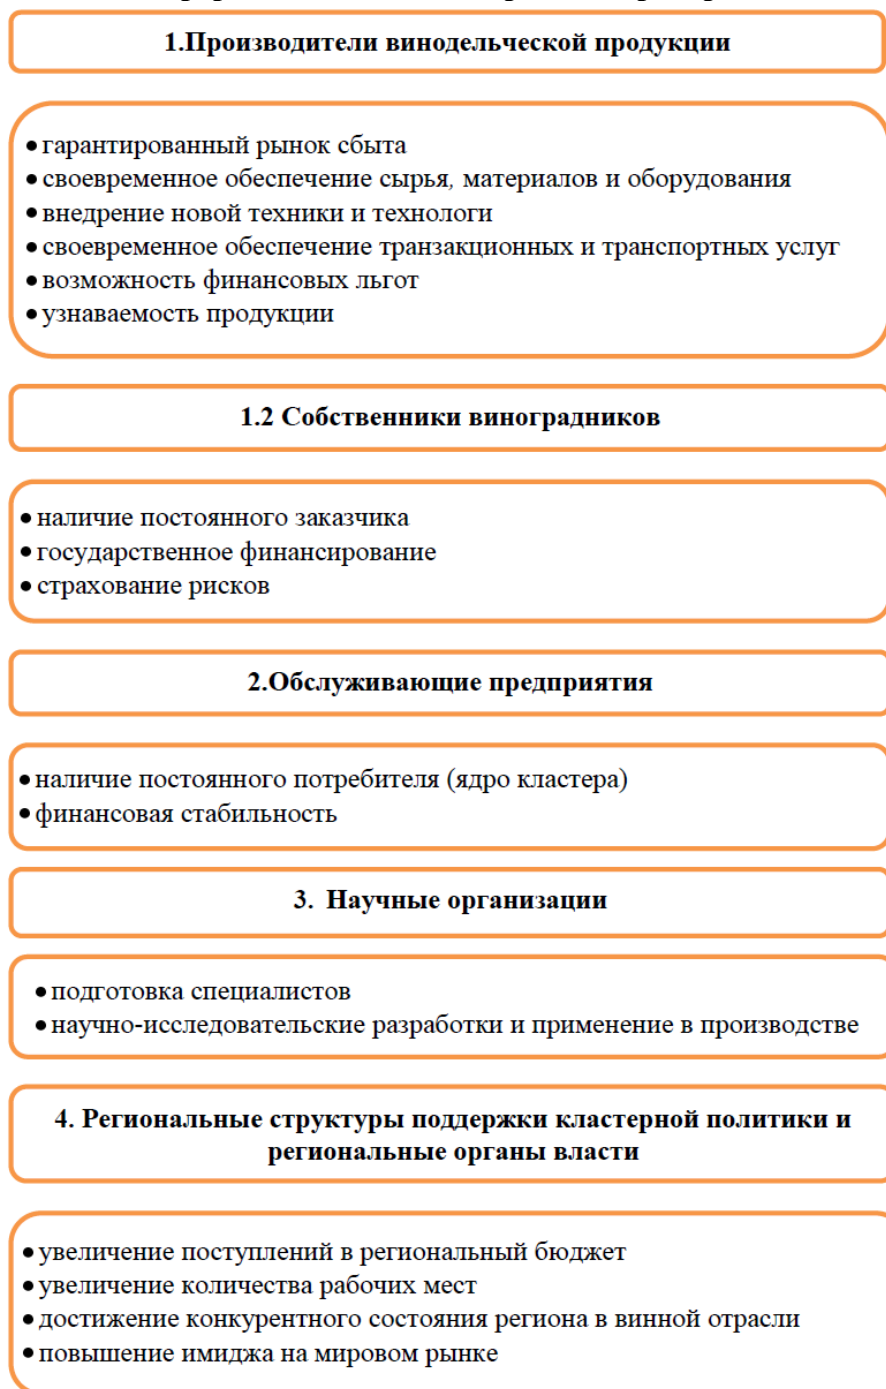 1.Производители винодельческой продукции
• гарантированный рынок сбыта
• своевременное обеспечение сырья, материалов и оборудования
• внедрение новой техники и технологи
• своевременное обеспечение транзакционных и транспортных услуг
• возможность финансовых льгот
• узнаваемость продукции
1.2 Собственники виноградников
• наличие постоянного заказчика
• государственное финансирование
• страхование рисков
2.Обслуживающие предприятия
• наличие постоянного потребителя (ядро кластера)
• финансовая стабильность
3. Научные организации
• подготовка специалистов
• научно-исследовательские разработки и применение в производстве
4. Региональные структуры поддержки кластерной политики и
региональные органы власти
• увеличение поступлений в региональный бюджет
• увеличение количества рабочих мест
• достижение конкурентного состояния региона в винной отрасли
• повышение имиджа на мировом рынке